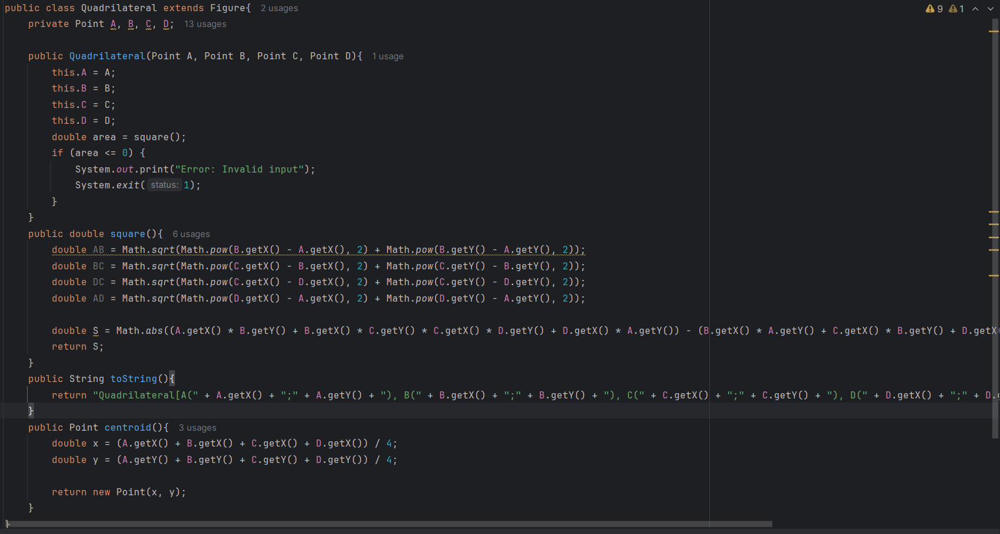 public class Quadrilateral extends Figure{ 2 usages
9 1
private Point A, B, C, D; 13 usages
public Quadrilateral(Point A, Point B, Point C, Point D){ 1 usage
this.A = A;
this.B = B;
this.C = C;
this.D = D;
double area = square();
if (area <= 0) {
System.out.print("Error: Invalid input");
System.exit( status: 1);
}
}
public double square(){ 6 usages
double AB = Math.sqrt(Math.pow(B.getX() - A.getX(), 2) + Math.pow(B.getY() - A.getY(), 2));
double BC = Math.sqrt(Math.pow(C.getX() - B.getX(), 2) + Math.pow(C.getY() - B.getY(), 2));
double DC = Math.sqrt(Math.pow(C.getX() - D.getX(), 2) + Math.pow(C.getY() - D.getY(), 2));
double AD = Math.sqrt(Math.pow(D.getX() - A.getX(), 2) + Math.pow(D.getY() - A.getY(), 2));
double S = Math.abs((A.getX() * B.getY() + B.getX() * C.getY() * C.getX() * D.getY() + D.getX() * A.getY()) - (B.getX() * A.getY() + C.getX() * B.getY() + D.getX
return S;
}
public String toString(){
return "Quadrilateral[A(" + A.getX() + ";" + A.getY() + "), B(" + B.getX() + ";" + B.getY() + "), C(" + C.getX() + ";" + C.getY() + "), D(" + D.getX() + ";" + D.g
}
public Point centroid(){ 3 usages
double x = (A.getX() + B.getX() + C.getX() + D.getX()) / 4;
double y = (A.getY() + B.getY() + C.getY() + D.getY()) / 4;
return new Point(x, y);
}
}